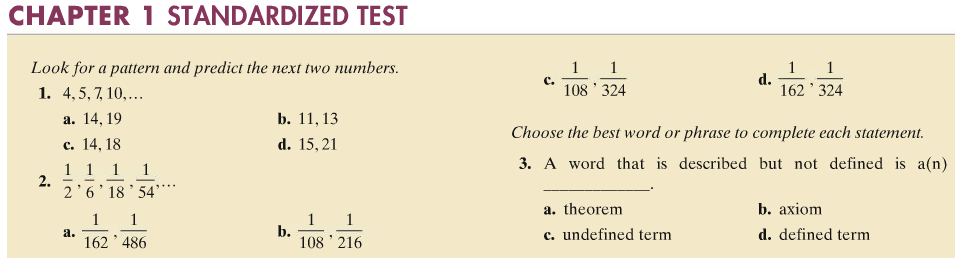 CHAPTER 1 STANDARDIZED TEST
Look for a pattern and predict the next two numbers.
1. 4, 5, 7, 10,…
a. 14, 19 b. 11, 13
c. 14, 18 d. 15, 21
2. 1/2, 1/6, 1/18, 1/54,…
a. 1/162, 1/486 b. 1/108, 1/216
c. 1/108, 1/324 d. 1/162, 1/324
Choose the best word or phrase to complete each statement.
3. A word that is described but not defined is a(n)
_____________.
a. theorem b. axiom
c. undefined term d. defined term